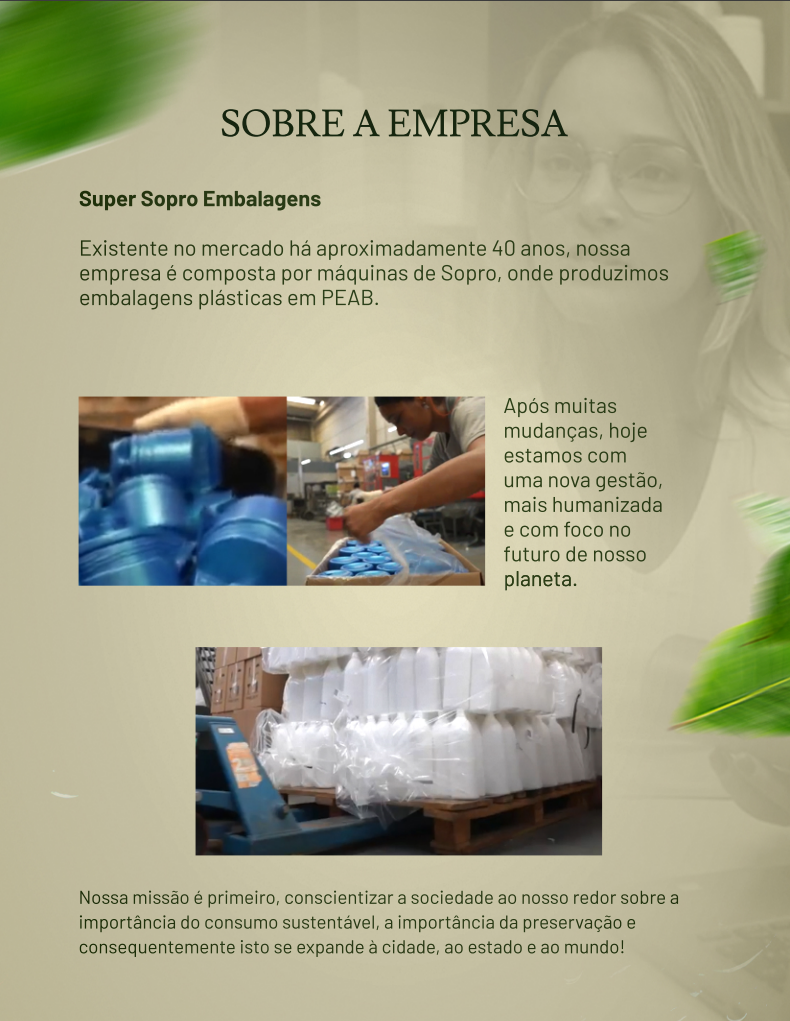 SOBRE A EMPRESA
Super Sopro Embalagens
Existente no mercado há aproximadamente 40 anos, nossa
empresa é composta por máquinas de Sopro, onde produzimos
embalagens plásticas em PEAB.
Após muitas
mudanças, hoje
estamos com
uma nova gestão,
mais humanizada
e com foco no
futuro de nosso
planeta.
Nossa missão é primeiro, conscientizar a sociedade ao nosso redor sobre a
importância do consumo sustentável, a importância da preservação e
consequentemente isto se expande à cidade, ao estado e ao mundo!